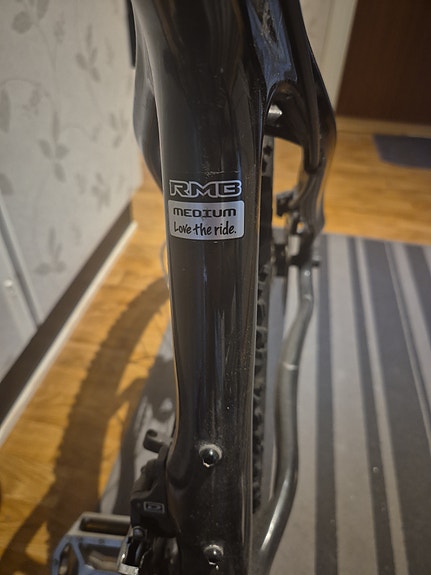 RMB
MEDIUM
Love the ride.